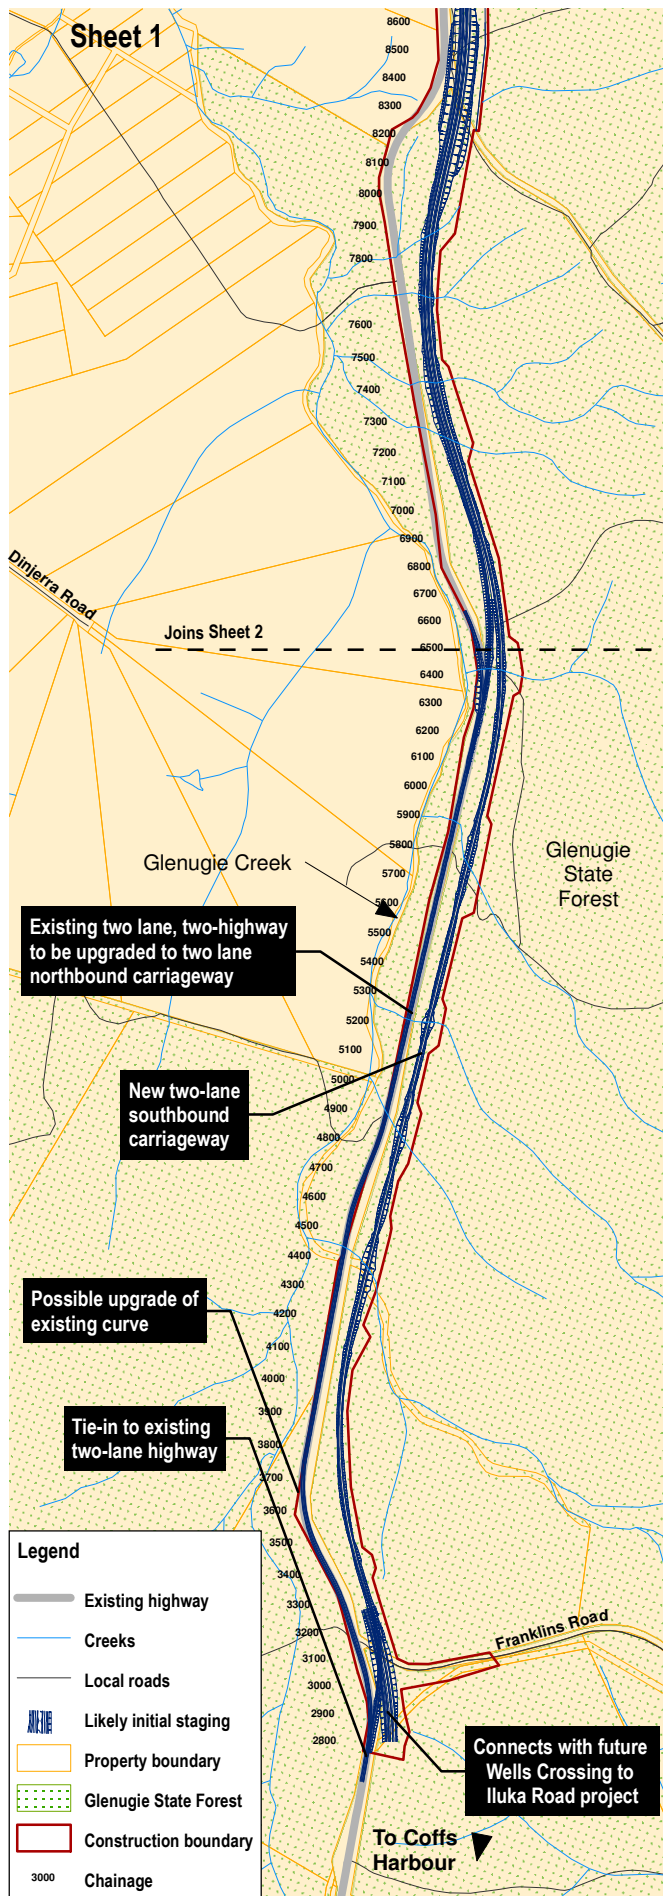 Sheet 1
8600
8500
8400
8300
8200
8100
8000
7900
7800
7600
7500
7400
7300
7200
7100
7000
6900
6800
6700
6600
Dinjerra Road
Joins Sheet 2
6500
6400
6300
6200
6100
6000
5900
5800
Glenugie Creek
Glenugie
State
Forest
5700
5600
5500
Existing two lane, two-highway
to be upgraded to two lane
northbound carriageway
5400
5300
5200
5100
5000
New two-lane
southbound
carriageway
4900
4800
4700
4600
4500
4400
4300
4200
Possible upgrade of
existing curve
4100
4000
3900
Tie-in to existing
two-lane highway
3800
3700
3600
3500
3400
3300
3200
3100
3000
2900
2800
Franklins Road
Connects with future
Wells Crossing to
Iluka Road project
To Coffs
Harbour
Legend
Existing highway
Creeks
Local roads
Likely initial staging
Property boundary
Glenugie State Forest
Construction boundary
3000 Chainage